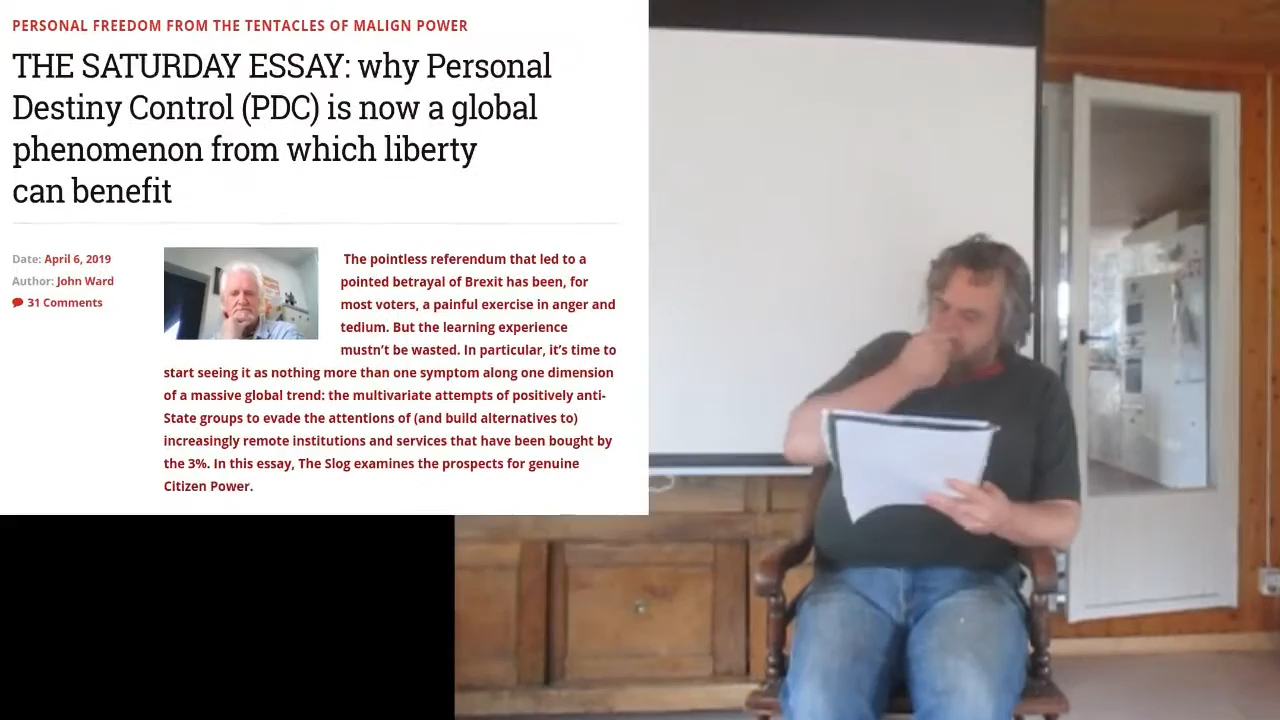 PERSONAL FREEDOM FROM THE TENTACLES OF MALIGN POWER
THE SATURDAY ESSAY: why Personal
Destiny Control (PDC) is now a global
phenomenon from which liberty
can benefit
Date: April 6, 2019
Author: John Ward
31 Comments
The pointless referendum that led to a
pointed betrayal of Brexit has been, for
most voters, a painful exercise in anger and
tedium. But the learning experience
mustn't be wasted. In particular, it's time to
start seeing it as nothing more than one symptom along one dimension
of a massive global trend: the multivariate attempts of positively anti-
State groups to evade the attentions of (and build alternatives to)
increasingly remote institutions and services that have been bought by
the 3%. In this essay, The Slog examines the prospects for genuine
Citizen Power.